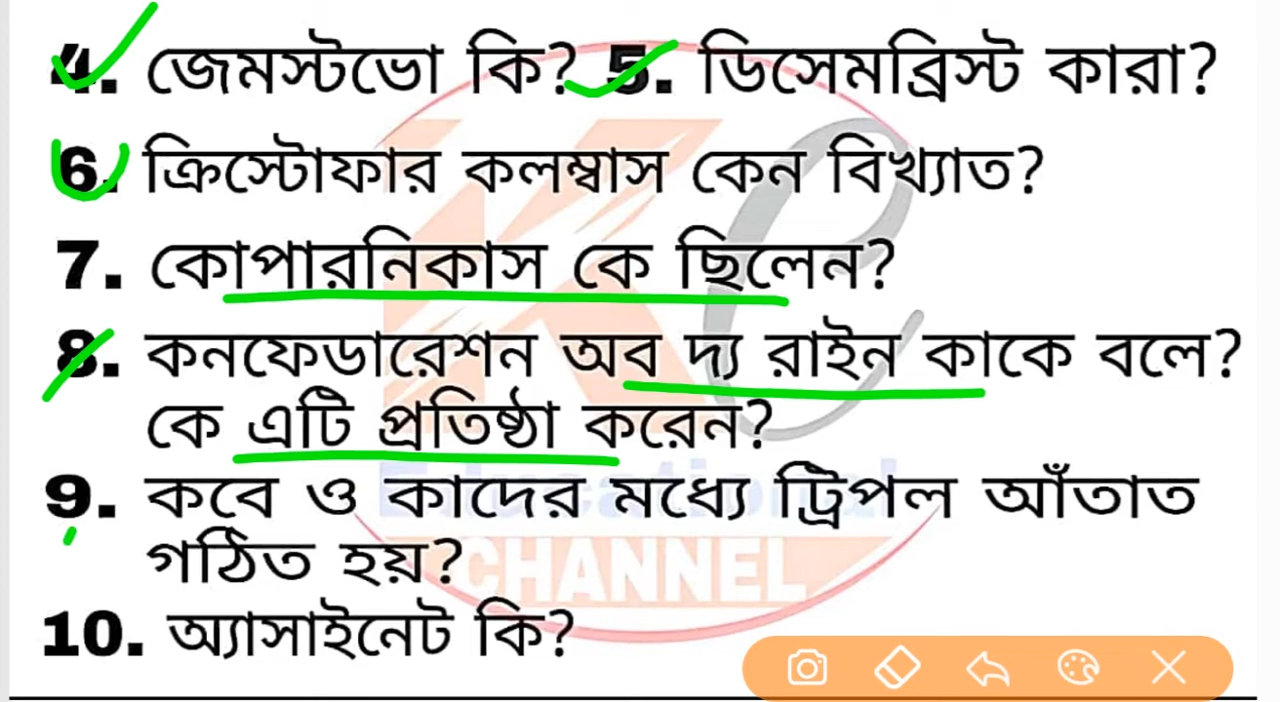 4. জেমস্টভো কি? 5. ডিসেমব্রিস্ট কারা?
6. ক্রিস্টোফার কলম্বাস কেন বিখ্যাত?
7. কোপারনিকাস কে ছিলেন?
8. কনফেডারেশন অব দ্য রাইন কাকে বলে?
কে এটি প্রতিষ্ঠা করেন?
9. কবে ও কাদের মধ্যে ট্রিপল আঁতাত
Educational
গঠিত হয়?
CHANNEL
10. অ্যাসাইনেট কি?